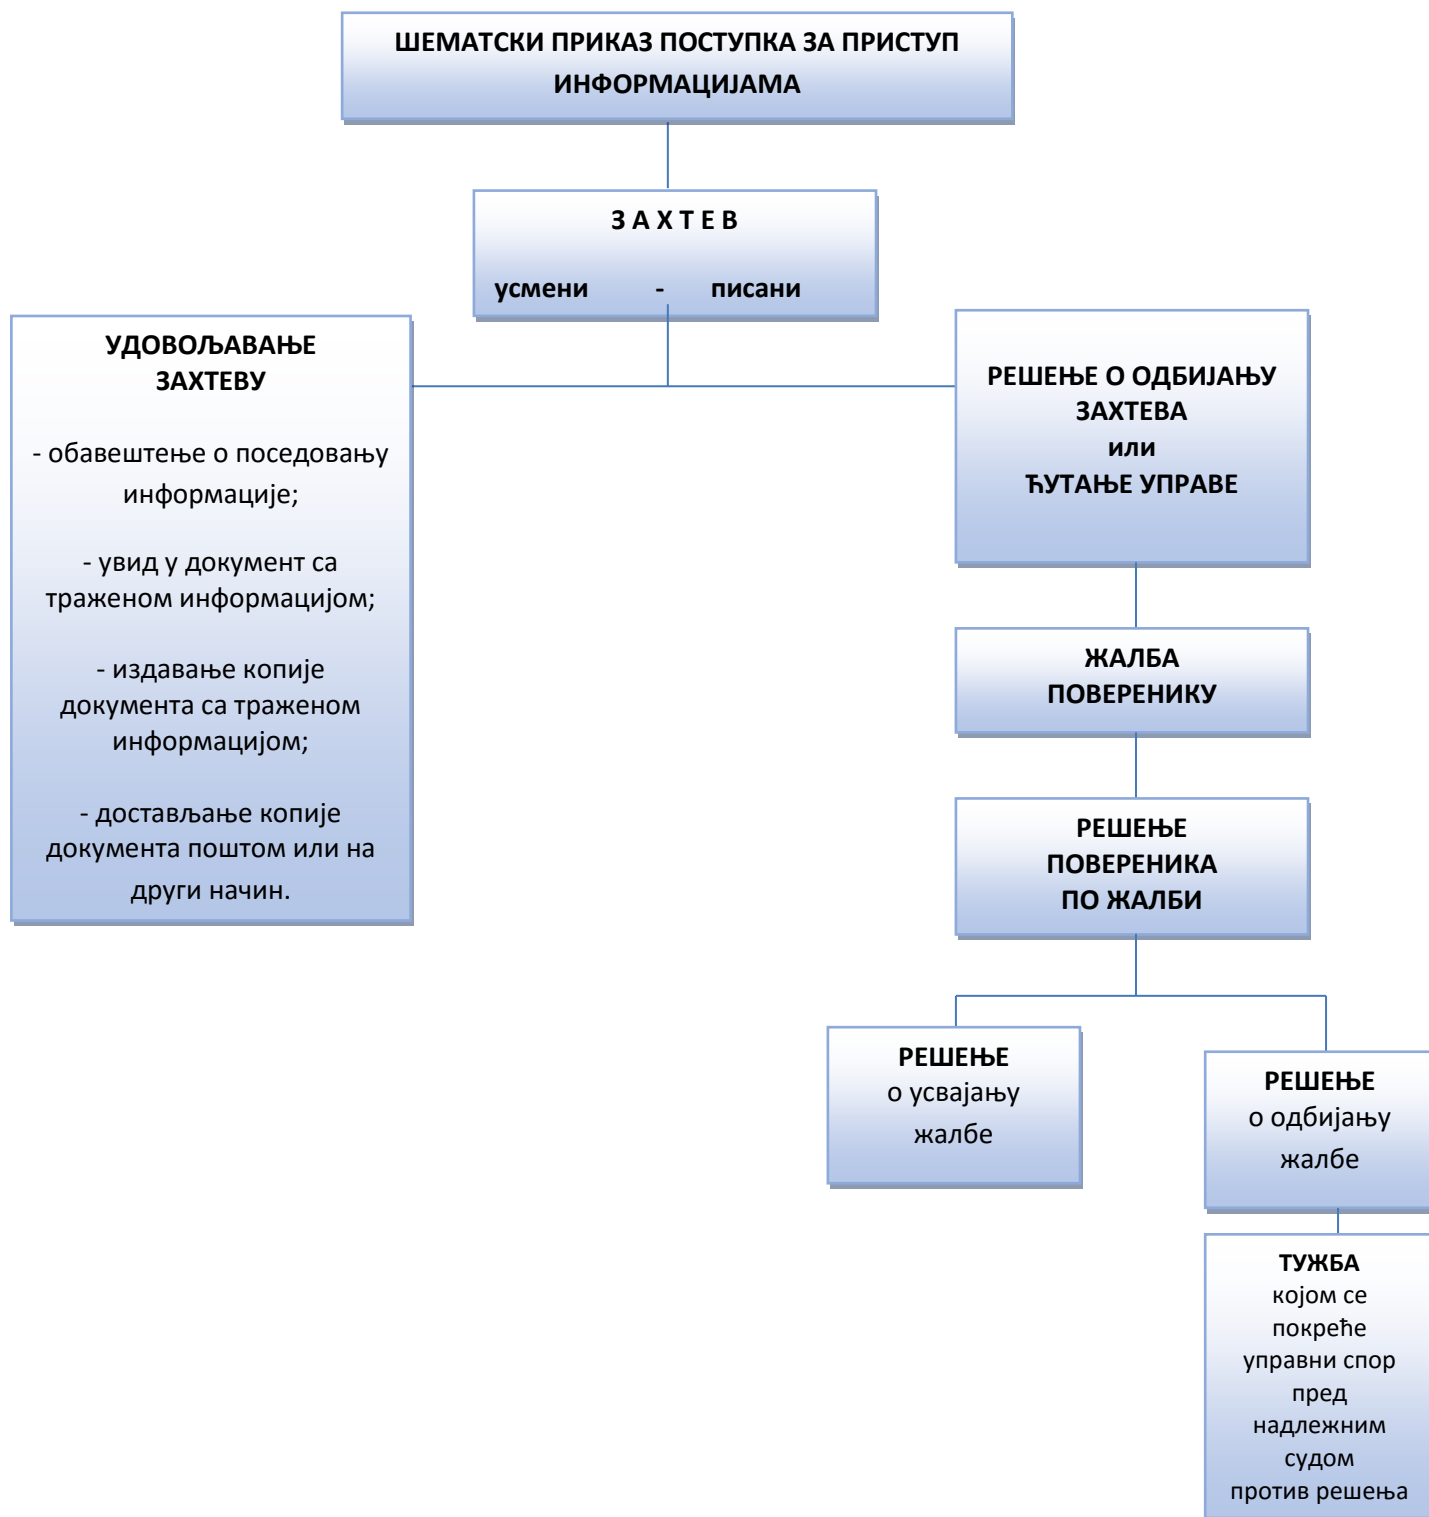 ШЕМАТСКИ ПРИКАЗ ПОСТУПКА ЗА ПРИСТУП
ИНФОРМАЦИЈАМА
З А Х Т Е В
усмени - писани
УДОВОЉАВАЊЕ
ЗАХТЕВУ
- обавештење о поседовању
информације;
- увид у документ са
траженом информацијом;
- издавање копије
документа са траженом
информацијом;
- достављање копије
документа поштом или на
други начин.
РЕШЕЊЕ О ОДБИЈАЊУ
ЗАХТЕВА
или
ЋУТАЊЕ УПРАВЕ
ЖАЛБА
ПОВЕРЕНИКУ
РЕШЕЊЕ
ПОВЕРЕНИКА
ПО ЖАЛБИ
РЕШЕЊЕ
о усвајању
жалбе
РЕШЕЊЕ
о одбијању
жалбе
ТУЖБА
којом се
покреће
управни спор
пред
надлежним
судом
против решења